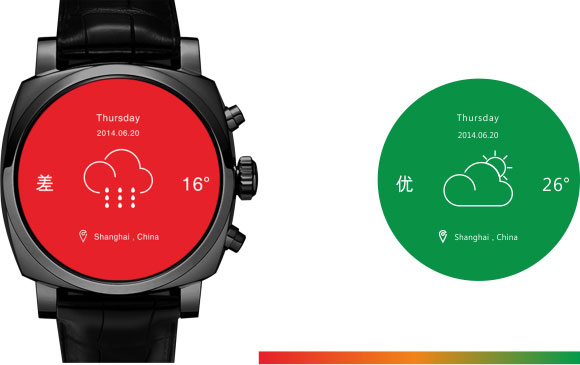 Thursday
2014.06.20
差
16°
Shanghai , China
Thursday
2014.06.20
优
26°
Shanghai , China